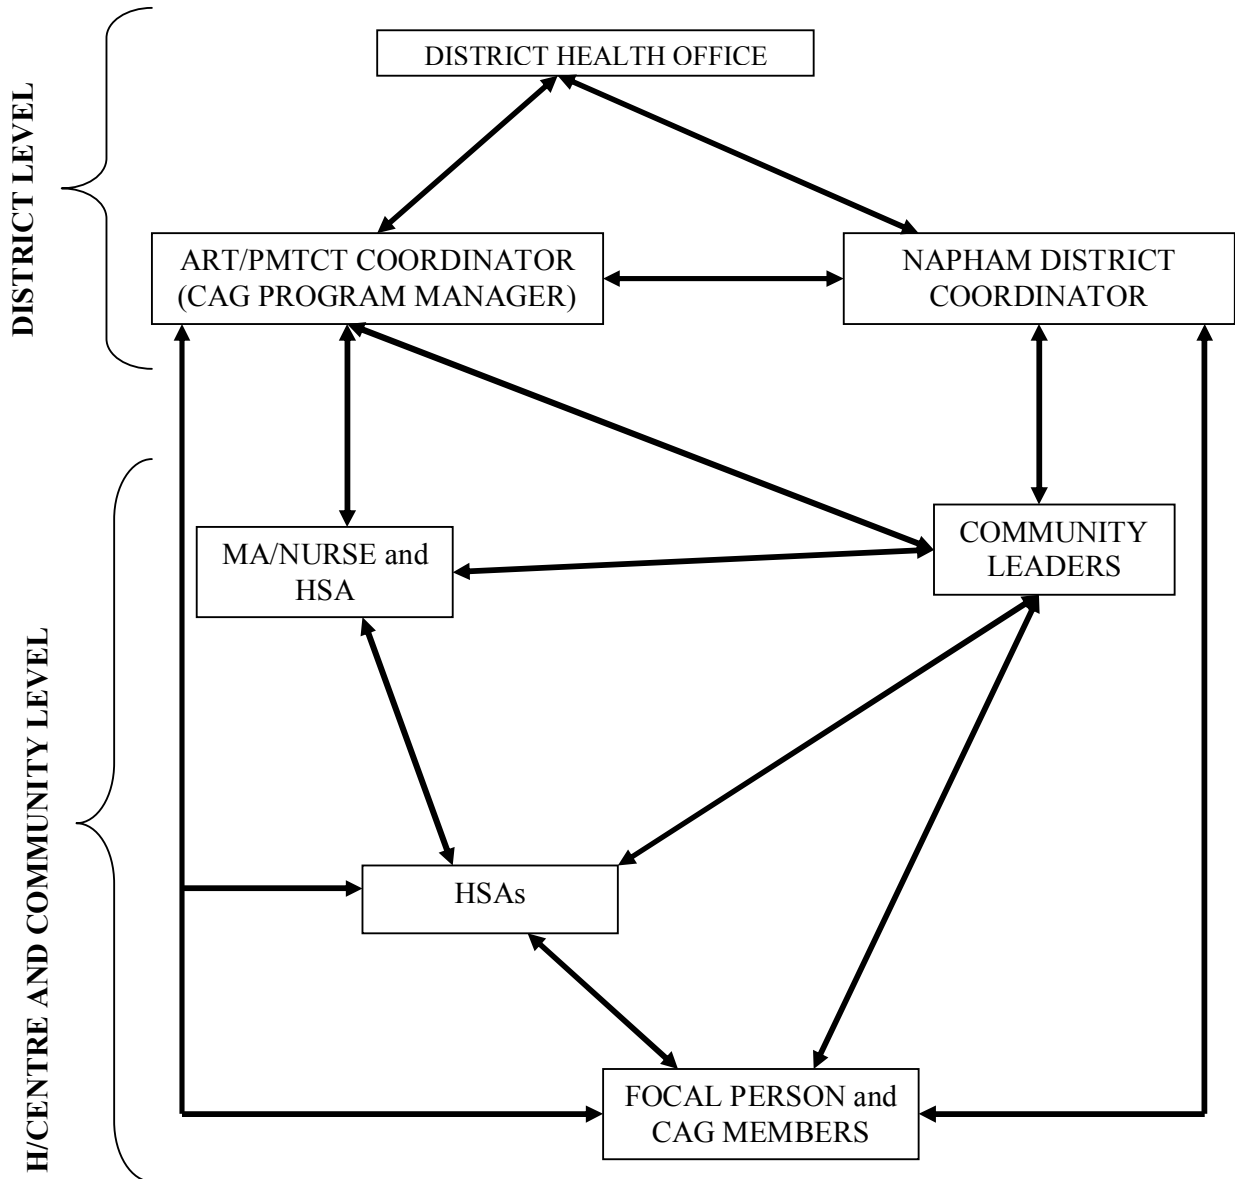 DISTRICT LEVEL
DISTRICT HEALTH OFFICE
ART/PMTCT COORDINATOR
(CAG PROGRAM MANAGER)
NAPHAM DISTRICT
COORDINATOR
H/CENTRE AND COMMUNITY LEVEL
MA/NURSE and
HSA
COMMUNITY
LEADERS
HSAs
FOCAL PERSON and
CAG MEMBERS